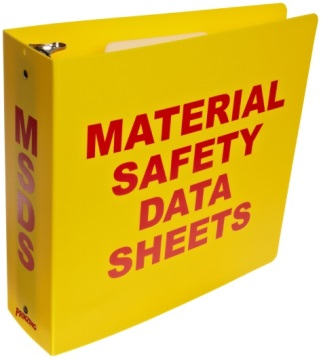 MATERIAL
SAFETY
DATA
SHEETS
MSDS